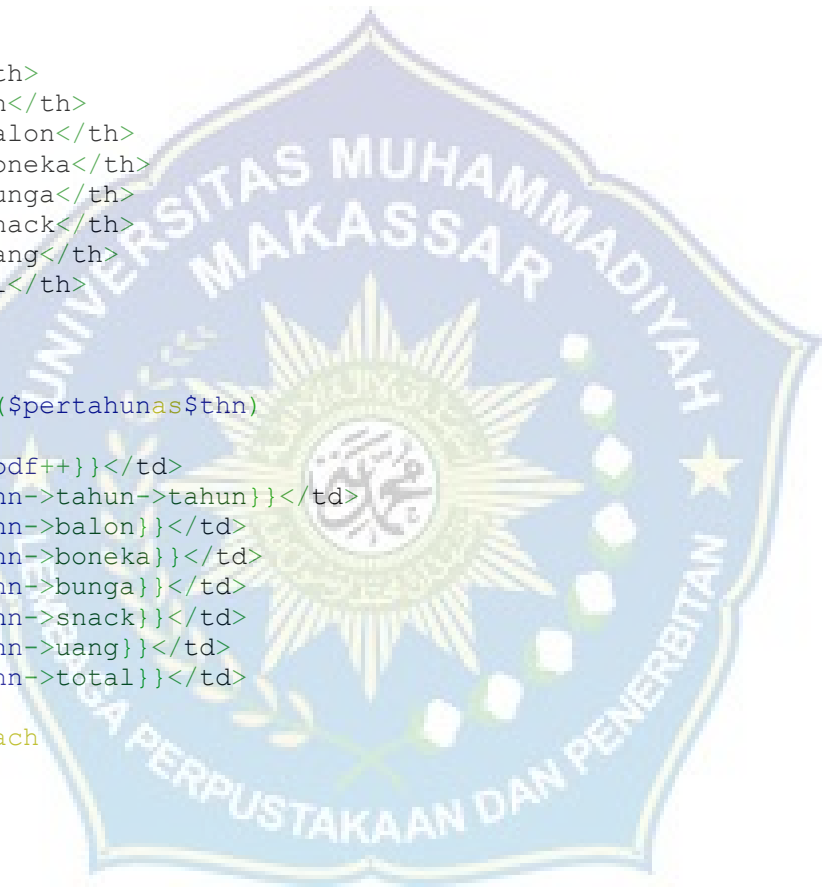 th>
n</th>
alon</th>
oneka</th>
unga</th>
nack</th>
ang</th>
l</th>
($pertahunas$thn)
odf++}}</td>
hn->tahun->tahun}}</td>
hn->balon}}</td>
hn->boneka}}</td>
hn->bunga}}</td>
hn->snack}}</td>
hn->uang}}</td>
hn->total}}</td>
ach
UNIVERSITAS MUHAMMADIYAH
MAKASSAR
LEMBAGA PERPUSTAKAAN DAN PENERBITAN